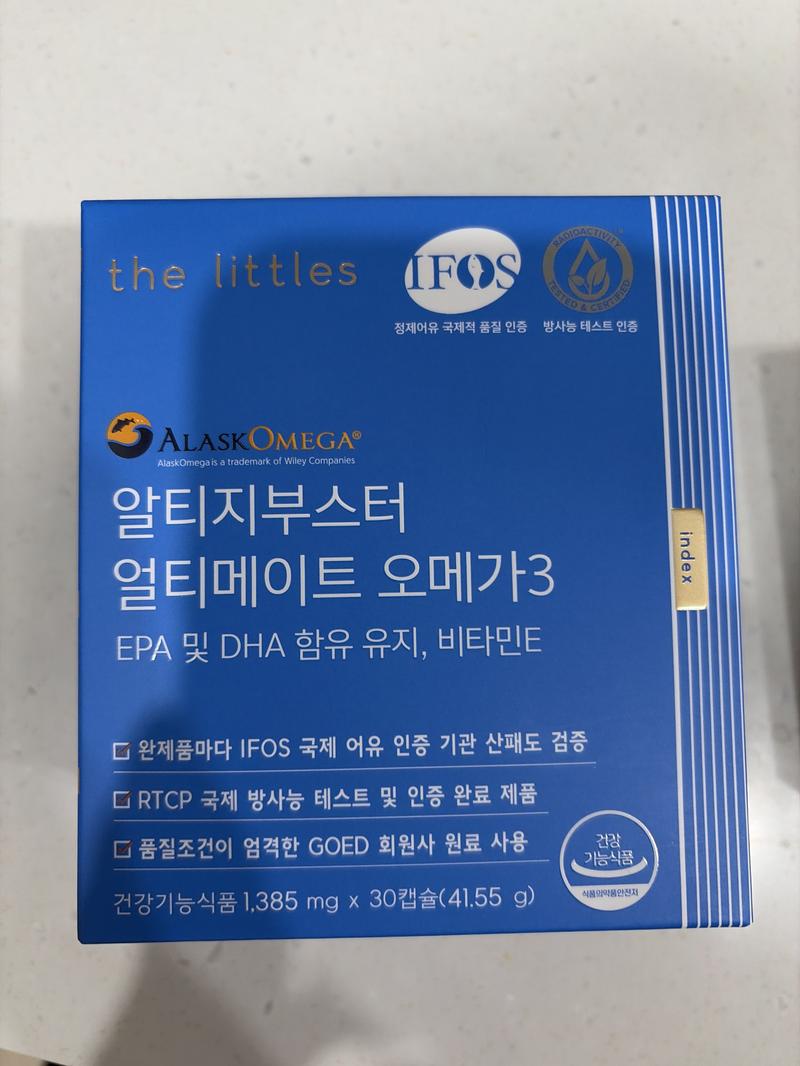 the littles
IFOS
정제어유 국제적 품질 인증
RADIOACTIVITY
TESTED & CERTIFIED
방사능 테스트 인증
ALASKOMEGA®
AlaskOmega is a trademark of Wiley Companies
알티지부스터
얼티메이트 오메가3
EPA 및 DHA 함유 유지, 비타민E
index
완제품마다 IFOS 국제 어유 인증 기관 산패도 검증
RTCP 국제 방사능 테스트 및 인증 완료 제품
품질조건이 엄격한 GOED 회원사 원료 사용
건강기능식품 1,385 mg x 30캡슐(41.55 g)
건강
기능식품
식품의약품안전처